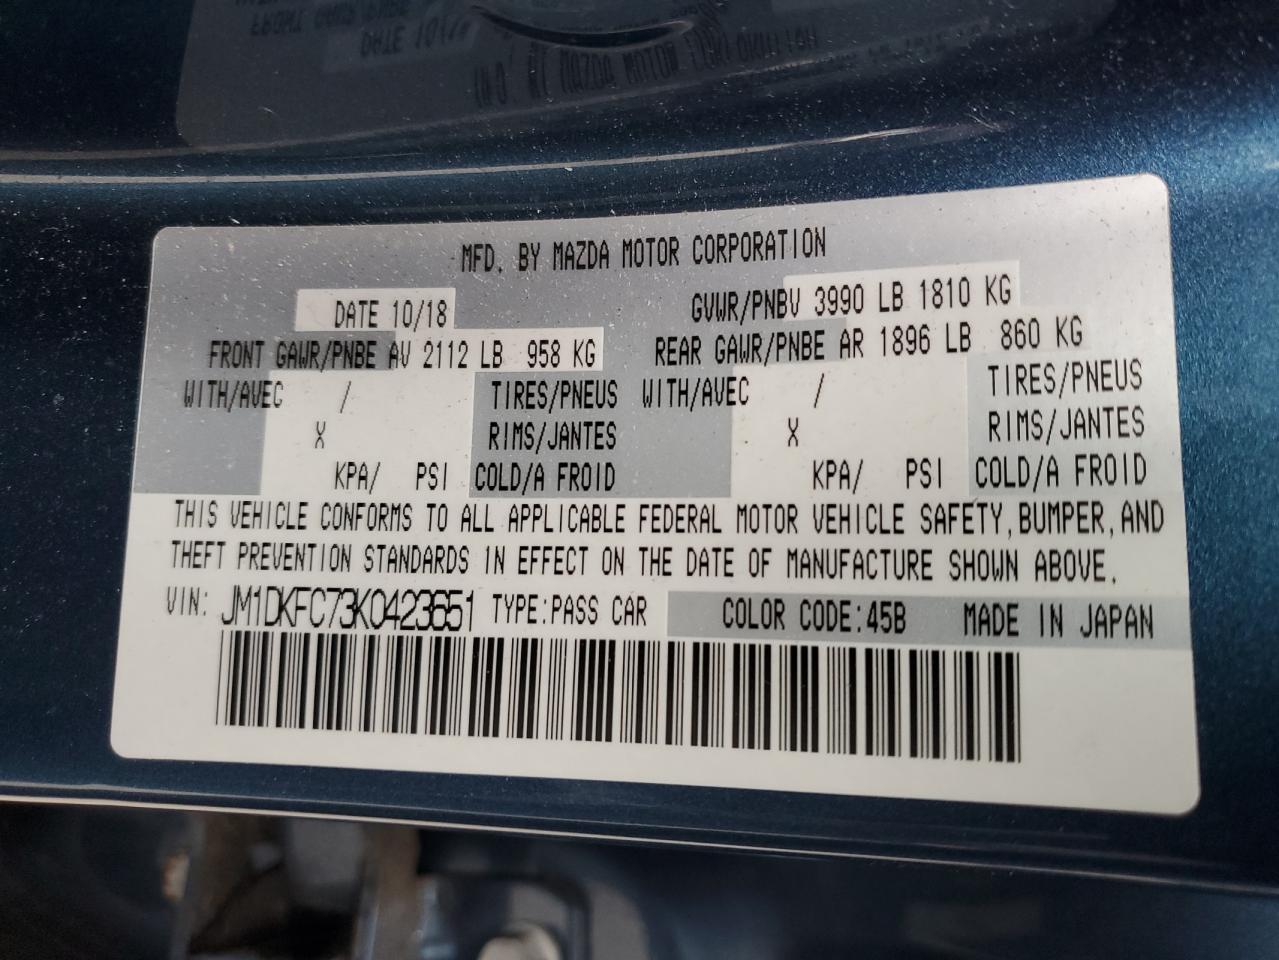 MFD. BY MAZDA MOTOR CORPORATION
DATE 10/18 GVWR/PNBV 3990 LB 1810 KG
FRONT GAWR/PNBE AV 2112 LB 958 KG REAR GAWR/PNBE AR 1896 LB 860 KG
WITH/AVEC / TIRES/PNEUS WITH/AVEC / TIRES/PNEUS
X RIMS/JANTES X RIMS/JANTES
KPA/ PSI COLD/A FROID KPA/ PSI COLD/A FROID
THIS VEHICLE CONFORMS TO ALL APPLICABLE FEDERAL MOTOR VEHICLE SAFETY, BUMPER, AND
THEFT PREVENTION STANDARDS IN EFFECT ON THE DATE OF MANUFACTURE SHOWN ABOVE.
VIN: JM1DKFC73K0423651 TYPE:PASS CAR COLOR CODE:45B MADE IN JAPAN